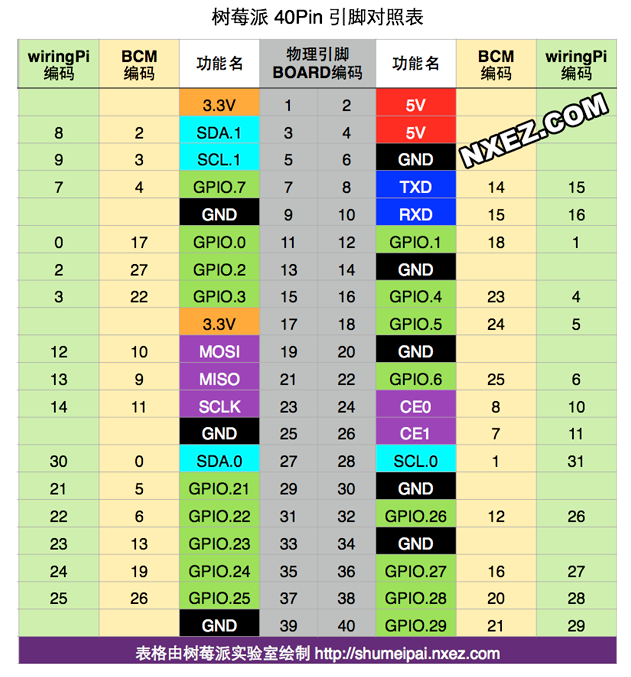 树莓派 40Pin 引脚对照表
wiringPi 编码 BCM 编码 功能名 物理引脚 BOARD编码 功能名 BCM 编码 wiringPi 编码
3.3V 1 2 5V
8 2 SDA.1 3 4 5V
9 3 SCL.1 5 6 GND
NXEZ.COM
7 4 GPIO.7 7 8 TXD 14 15
GND 9 10 RXD 15 16
0 17 GPIO.0 11 12 GPIO.1 18 1
2 27 GPIO.2 13 14 GND
3 22 GPIO.3 15 16 GPIO.4 23 4
3.3V 17 18 GPIO.5 24 5
12 10 MOSI 19 20 GND
13 9 MISO 21 22 GPIO.6 25 6
14 11 SCLK 23 24 CE0 8 10
GND 25 26 CE1 7 11
30 0 SDA.0 27 28 SCL.0 1 31
21 5 GPIO.21 29 30 GND
22 6 GPIO.22 31 32 GPIO.26 12 26
23 13 GPIO.23 33 34 GND
24 19 GPIO.24 35 36 GPIO.27 16 27
25 26 GPIO.25 37 38 GPIO.28 20 28
GND 39 40 GPIO.29 21 29
表格由树莓派实验室绘制 http://shumeipai.nxez.com